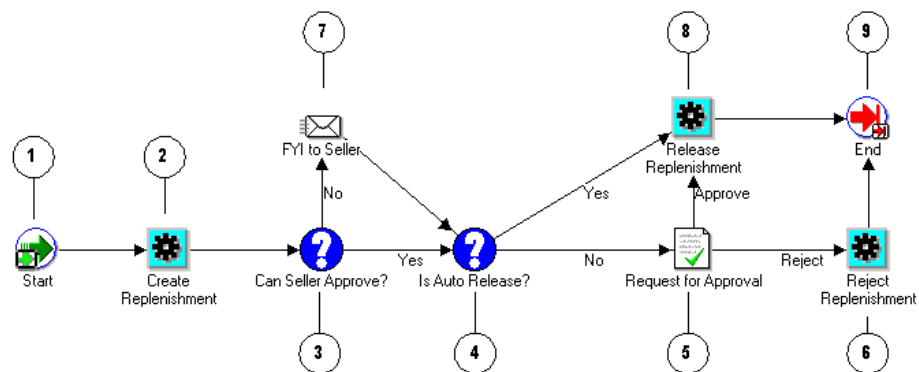 7
8
9
1
2
FYI to Seller
Release
Replenishment
End
No
Yes
Approve
Start
Create
Replenishment
Can Seller Approve?
Yes
Is Auto Release?
No
Request for Approval
Reject
Reject
Replenishment
3
4
5
6